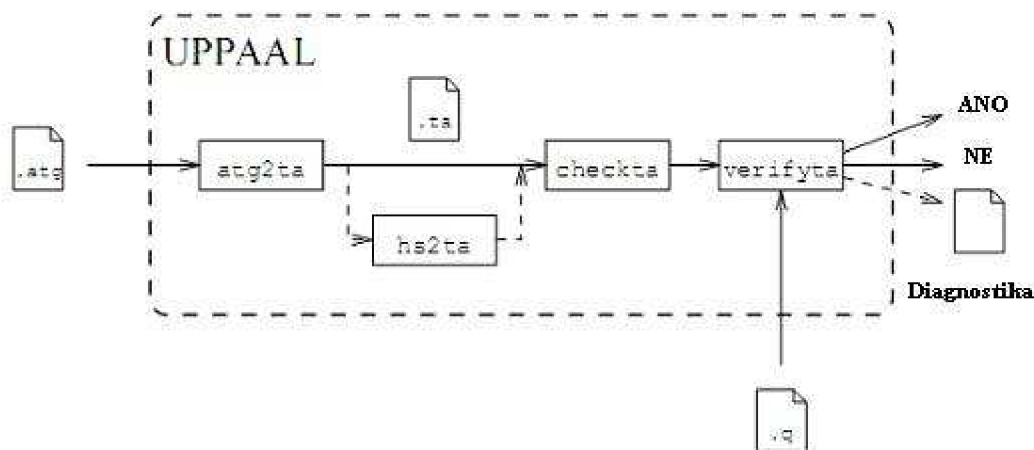 UPPAAL
.ta
ANO
.atg
atg2ta
checkta
verifyta
NE
hs2ta
Diagnostika
.q